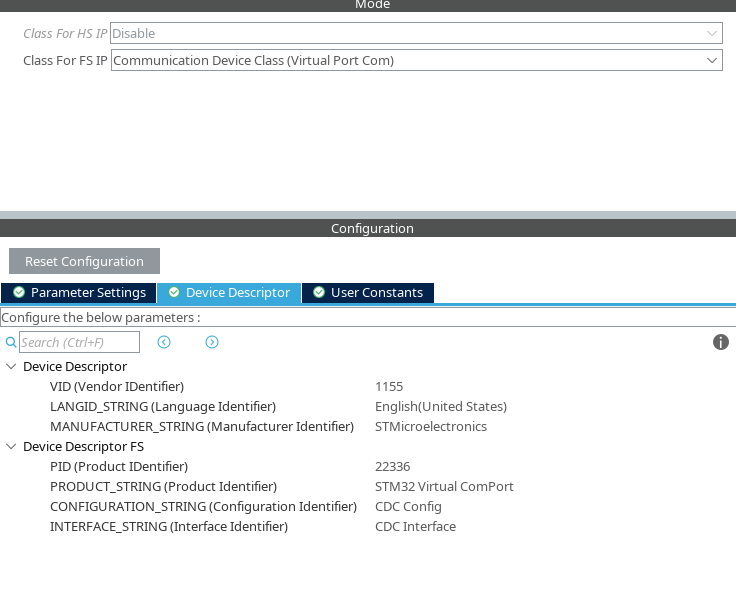 Mode
Class For HS IP Disable
Class For FS IP Communication Device Class (Virtual Port Com)
Configuration
Reset Configuration
Parameter Settings Device Descriptor User Constants
Configure the below parameters :
Search (Ctrl+F)
Device Descriptor
VID (Vendor IDentifier) 1155
LANGID_STRING (Language Identifier) English(United States)
MANUFACTURER_STRING (Manufacturer Identifier) STMicroelectronics
Device Descriptor FS
PID (Product IDentifier) 22336
PRODUCT_STRING (Product Identifier) STM32 Virtual ComPort
CONFIGURATION_STRING (Configuration Identifier) CDC Config
INTERFACE_STRING (Interface Identifier) CDC Interface